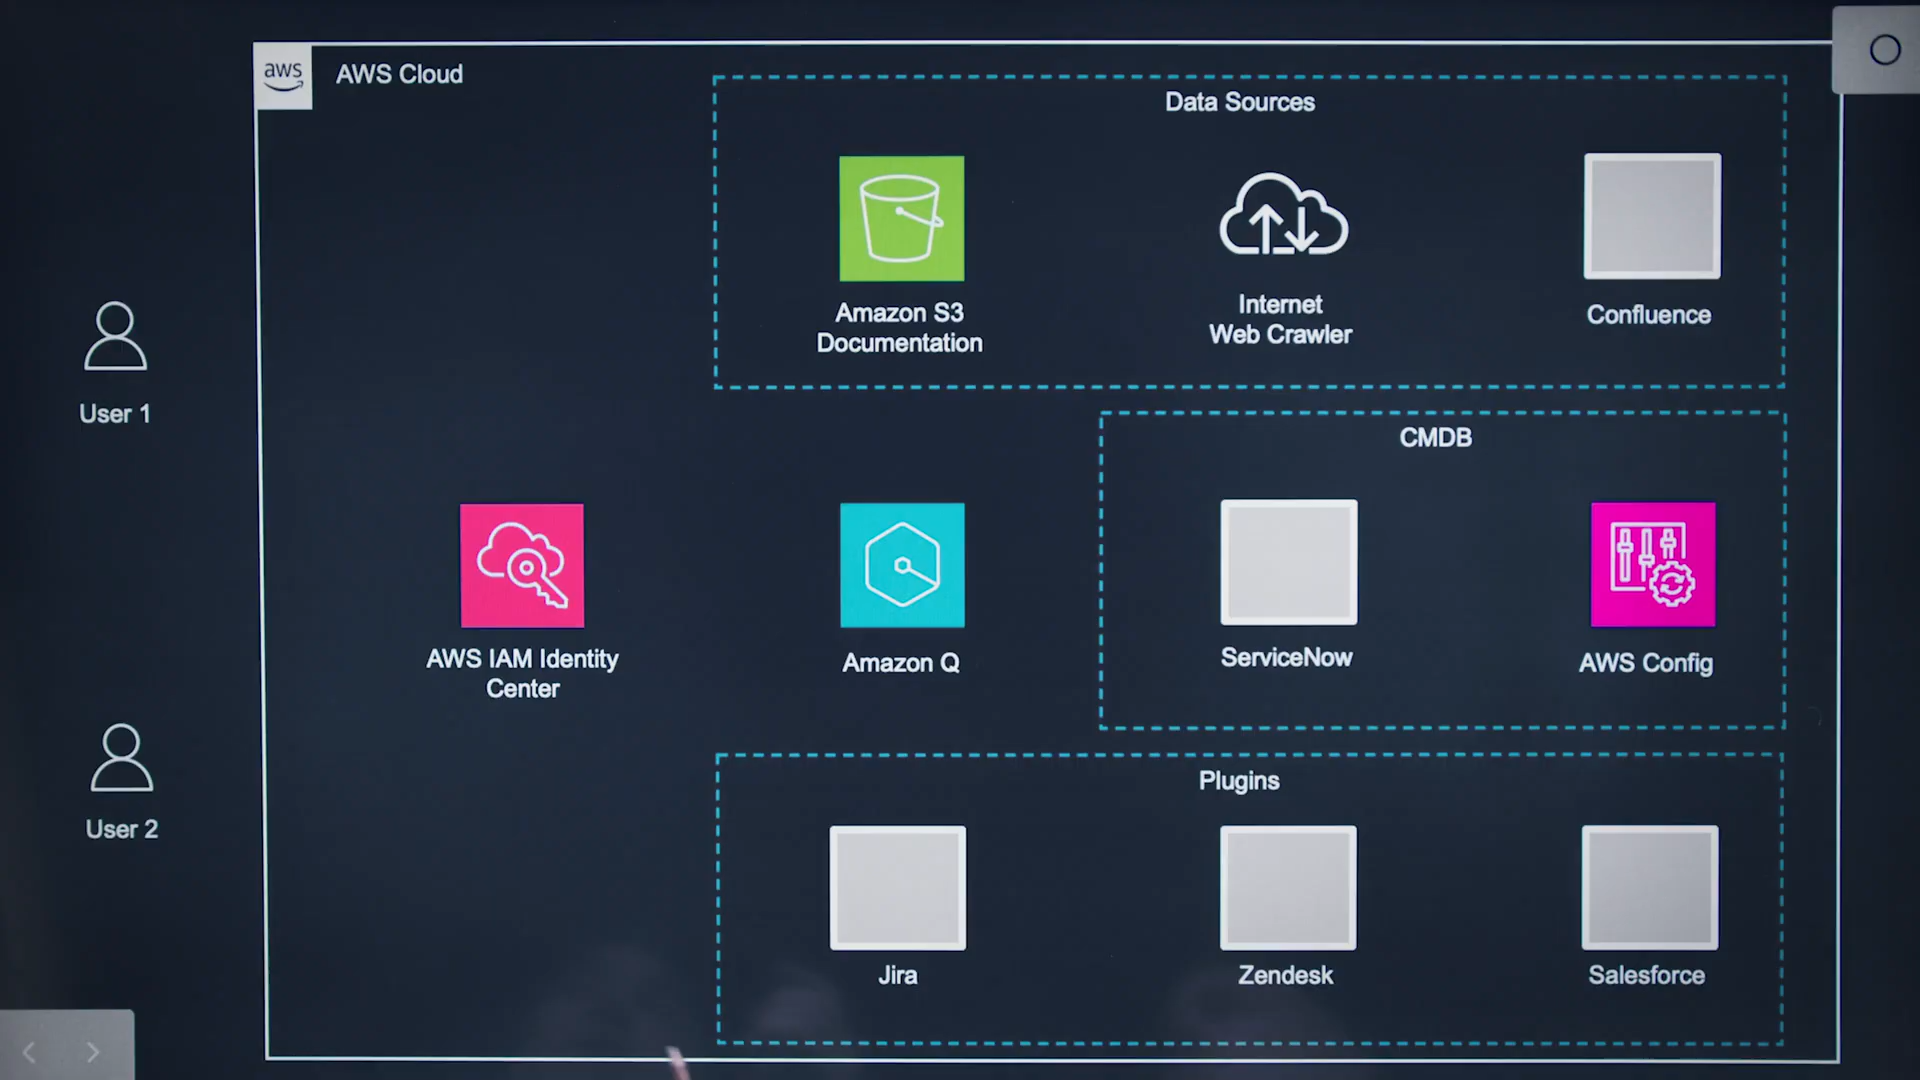 aws
AWS Cloud
Data Sources
Amazon S3
Documentation
Internet
Web Crawler
Confluence
User 1
CMDB
AWS IAM Identity
Center
Amazon Q
ServiceNow
AWS Config
User 2
Plugins
Jira
Zendesk
Salesforce